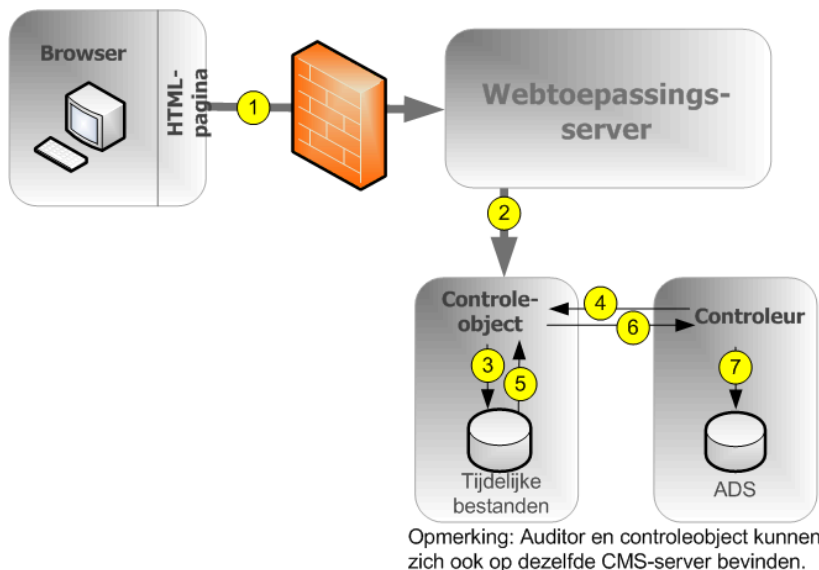 Browser
HTML-
pagina
1
Webtoepassings-
server
2
Controle-
object
4
6
Controleur
3
5
7
Tijdelijke
bestanden
ADS
Opmerking: Auditor en controleobject kunnen
zich ook op dezelfde CMS-server bevinden.